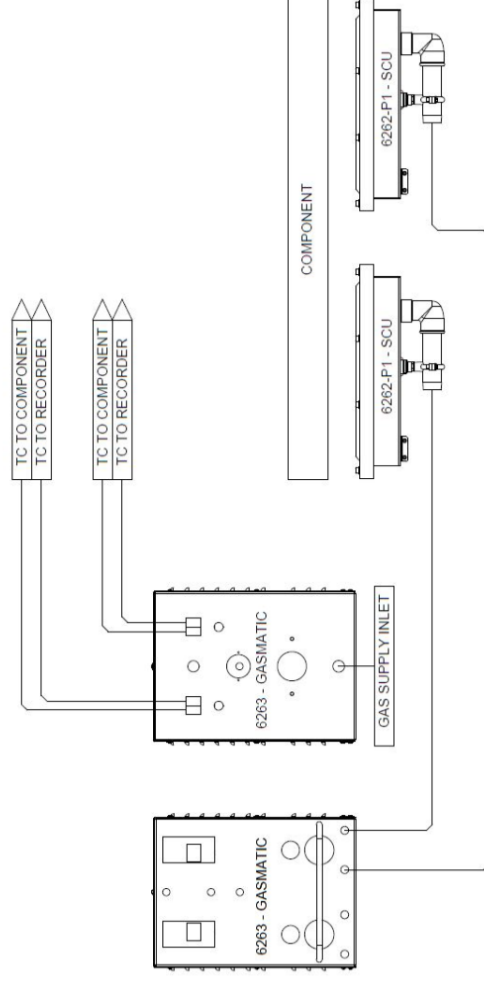 TC TO COMPONENT
TC TO RECORDER
TC TO COMPONENT
TC TO RECORDER
COMPONENT
6262-P1 - SCU
6262-P1 - SCU
6263 - GASMATIC
GAS SUPPLY INLET
6263 - GASMATIC